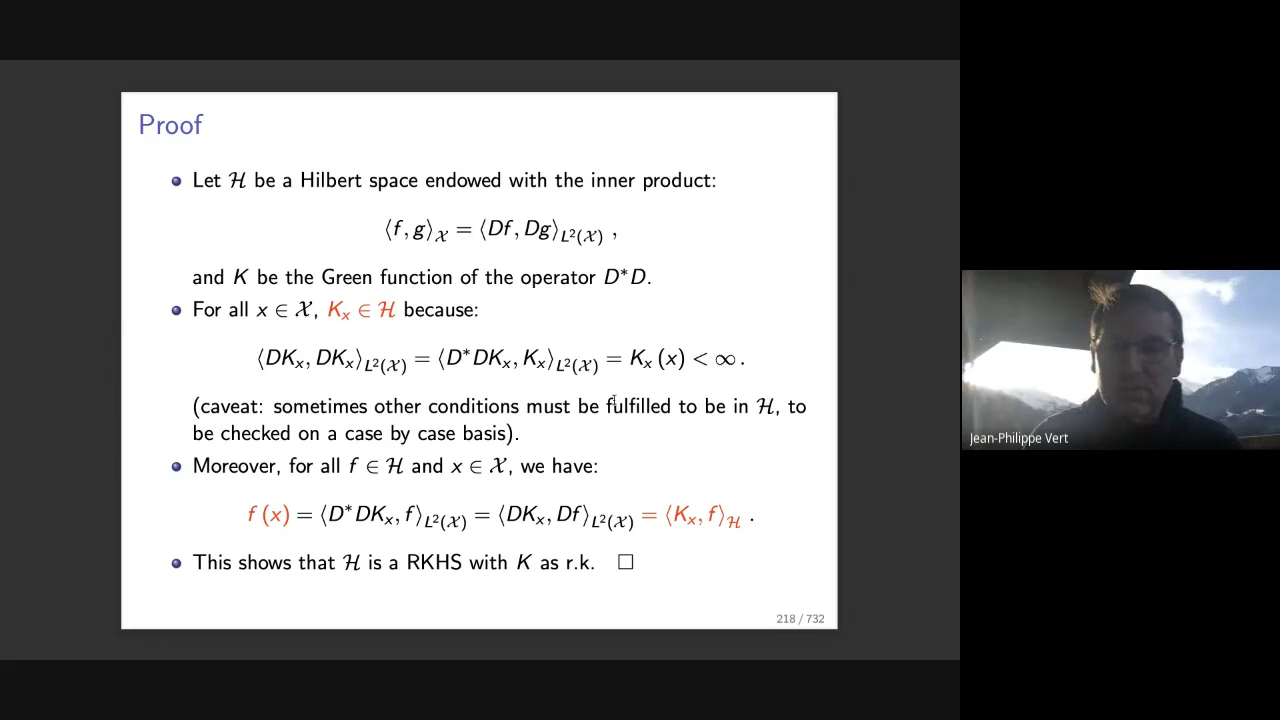 Proof
Let ℋ be a Hilbert space endowed with the inner product:
⟨f, g⟩_𝒳 = ⟨Df, Dg⟩_{L²(𝒳)} ,
and K be the Green function of the operator D*D.
For all x ∈ 𝒳, K_x ∈ ℋ because:
⟨DK_x, DK_x⟩_{L²(𝒳)} = ⟨D*DK_x, K_x⟩_{L²(𝒳)} = K_x (x) < ∞ .
(caveat: sometimes other conditions must be fulfilled to be in ℋ, to
be checked on a case by case basis).
Moreover, for all f ∈ ℋ and x ∈ 𝒳, we have:
f (x) = ⟨D*DK_x, f⟩_{L²(𝒳)} = ⟨DK_x, Df⟩_{L²(𝒳)} = ⟨K_x, f⟩_ℋ .
This shows that ℋ is a RKHS with K as r.k. □
218 / 732
Jean-Philippe Vert